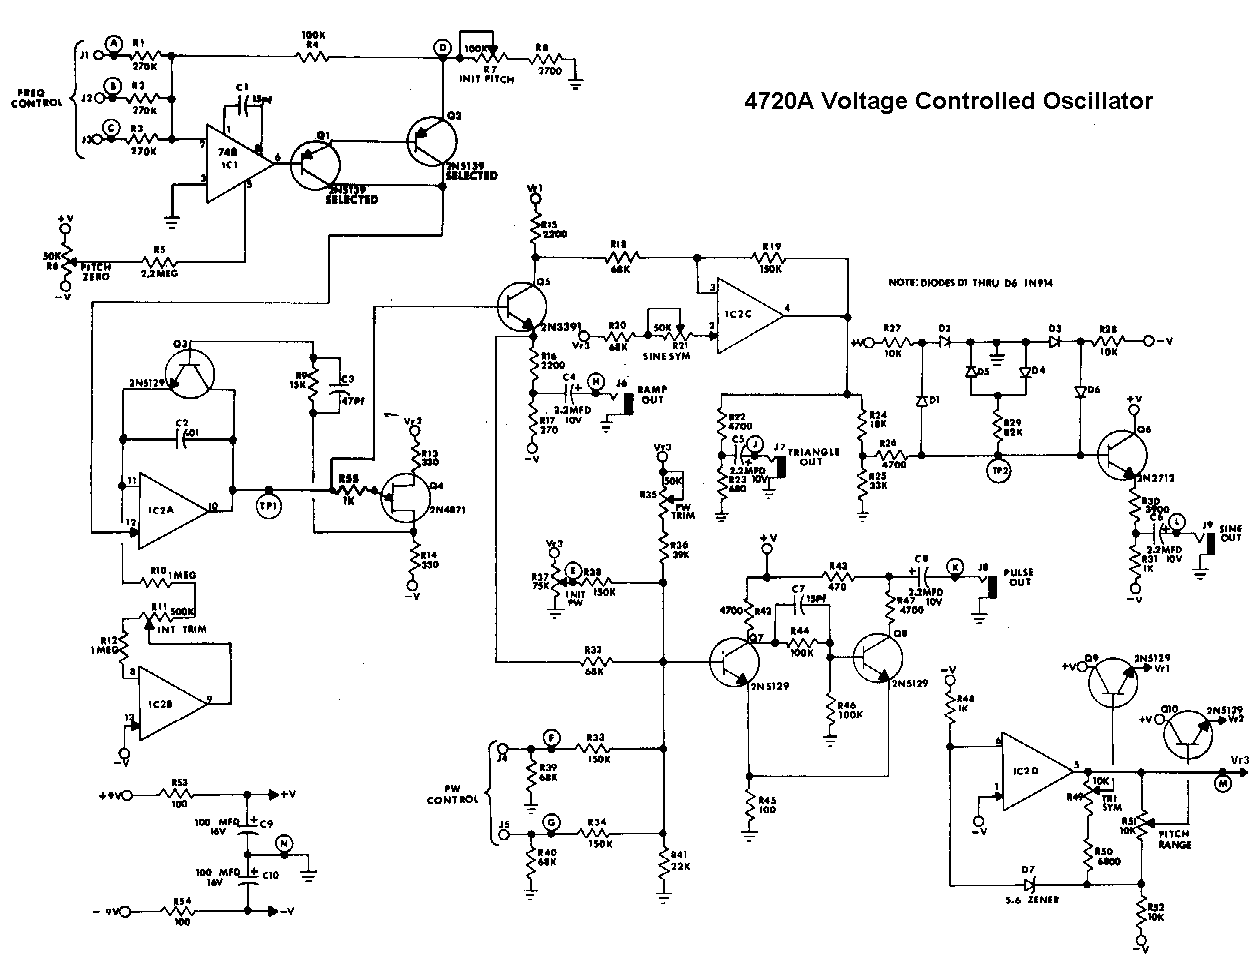 4720A Voltage Controlled Oscillator
FREQ
CONTROL
J1
A
R1
270K
J2
B
R2
270K
J3
C
R3
270K
100K
R4
C1
15Pf
748
IC1
1
2
3
5
6
8
Q1
2N5139
SELECTED
Q2
2N5139
SELECTED
D
100K
R7
INIT PITCH
R8
2700
+V
50K
R6
PITCH
ZERO
-V
R5
2.2MEG
Vr1
R15
2200
Q5
2N3391
R18
68K
R19
150K
3
2
IC2C
4
Vr3
R20
68K
50K
R21
SINE SYM
R16
2200
C4
2.2MFD
10V
H
J6
RAMP
OUT
R17
270
-V
NOTE: DIODES D1 THRU D6 1N914
+V
R27
10K
D2
D3
R28
10K
-V
D5
D4
D1
D6
R29
82K
TP2
+V
Q6
2N2712
R30
3900
C6
2.2MFD
10V
L
J9
SINE
OUT
R31
1K
-V
R22
4700
C5
2.2MFD
10V
J
J7
TRIANGLE
OUT
R23
680
R24
18K
R26
4700
R25
33K
Q3
2N5129
R9
15K
C3
47Pf
C2
.01
11
12
IC2A
10
TP1
R55
1K
Vr2
R13
330
Q4
2N4871
R14
330
-V
R10
1MEG
R11
500K
INT TRIM
R12
1MEG
8
13
IC2B
9
-V
Vr3
50K
R35
PW
TRIM
R36
39K
Vr3
R37
75K
E
INIT
PW
R38
150K
R32
68K
+V
R43
470
C8
2.2MFD
10V
K
J8
PULSE
OUT
4700
R42
C7
15Pf
R44
100K
R47
4700
Q7
2N5129
Q8
2N5129
R46
100K
R45
100
PW
CONTROL
J4
F
R33
150K
R39
68K
J5
G
R34
150K
R40
68K
R41
22K
+9V
R53
100
+V
100 MFD
16V
C9
N
100 MFD
16V
C10
-9V
R54
100
-V
-V
R48
1K
6
1
IC2D
5
-V
Q9
+V
2N5129
Vr1
Q10
+V
2N5129
Vr2
Vr3
M
10K
R49
TRI
SYM
R51
10K
PITCH
RANGE
R50
6800
D7
5.6 ZENER
R52
10K
-V